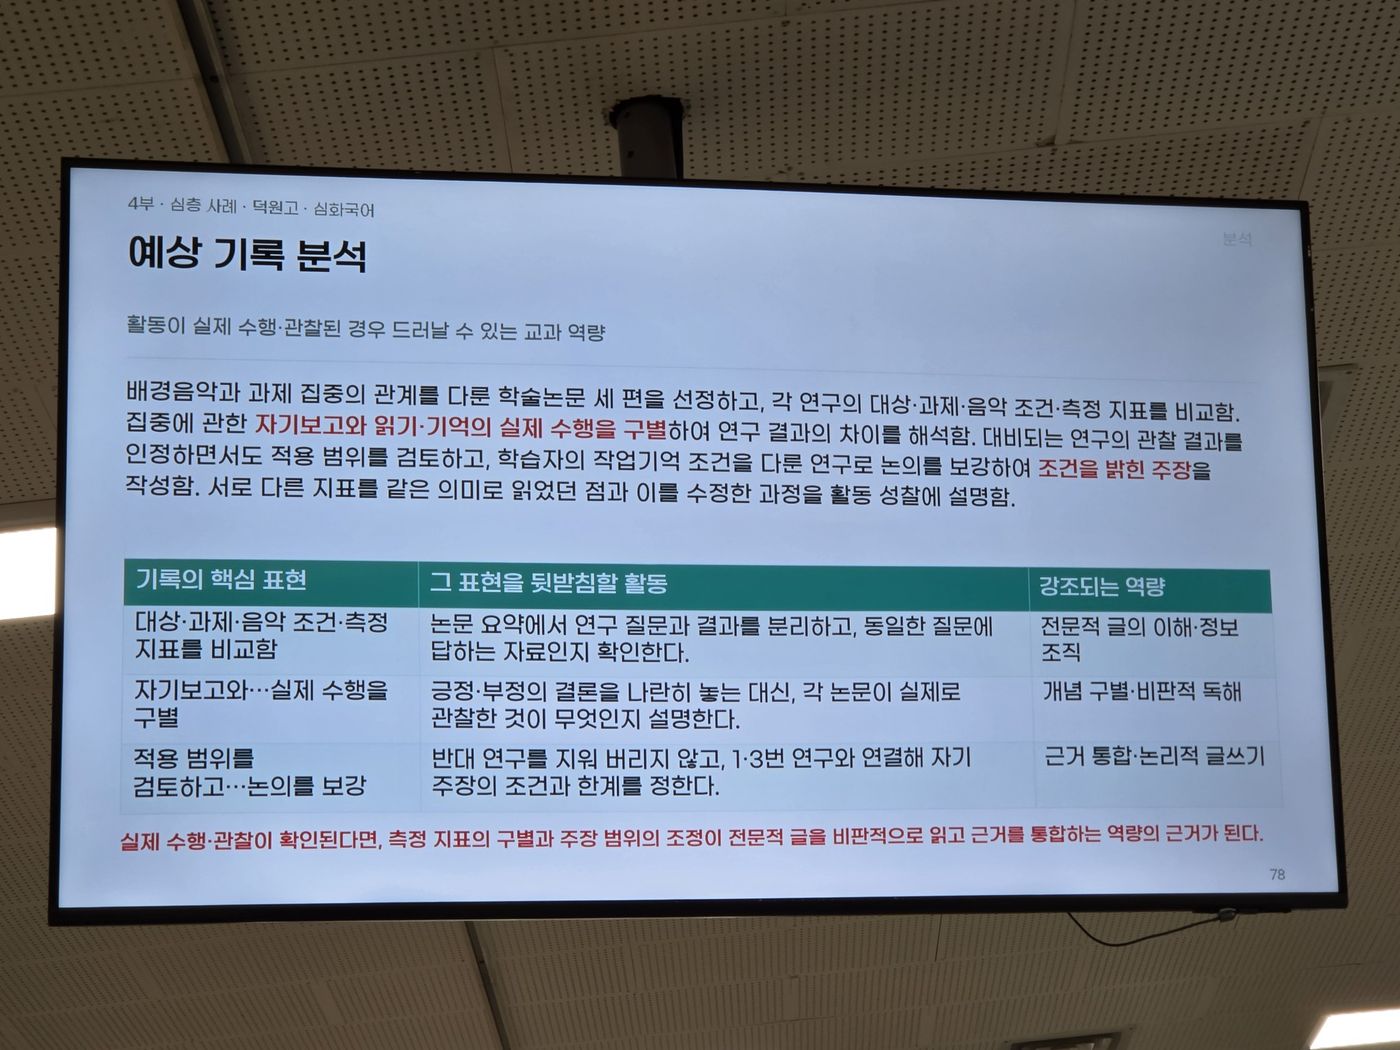 4부 · 심층 사례 · 덕원고 · 심화국어
분석
예상 기록 분석
활동이 실제 수행·관찰된 경우 드러날 수 있는 교과 역량
배경음악과 과제 집중의 관계를 다룬 학술논문 세 편을 선정하고, 각 연구의 대상·과제·음악 조건·측정 지표를 비교함.
집중에 관한 자기보고와 읽기·기억의 실제 수행을 구별하여 연구 결과의 차이를 해석함. 대비되는 연구의 관찰 결과를
인정하면서도 적용 범위를 검토하고, 학습자의 작업기억 조건을 다룬 연구로 논의를 보강하여 조건을 밝힌 주장을
작성함. 서로 다른 지표를 같은 의미로 읽었던 점과 이를 수정한 과정을 활동 성찰에 설명함.
기록의 핵심 표현
그 표현을 뒷받침할 활동
강조되는 역량
대상·과제·음악 조건·측정
지표를 비교함
논문 요약에서 연구 질문과 결과를 분리하고, 동일한 질문에
답하는 자료인지 확인한다.
전문적 글의 이해·정보
조직
자기보고와…실제 수행을
구별
긍정·부정의 결론을 나란히 놓는 대신, 각 논문이 실제로
관찰한 것이 무엇인지 설명한다.
개념 구별·비판적 독해
적용 범위를
검토하고…논의를 보강
반대 연구를 지워 버리지 않고, 1·3번 연구와 연결해 자기
주장의 조건과 한계를 정한다.
근거 통합·논리적 글쓰기
실제 수행·관찰이 확인된다면, 측정 지표의 구별과 주장 범위의 조정이 전문적 글을 비판적으로 읽고 근거를 통합하는 역량의 근거가 된다.
78